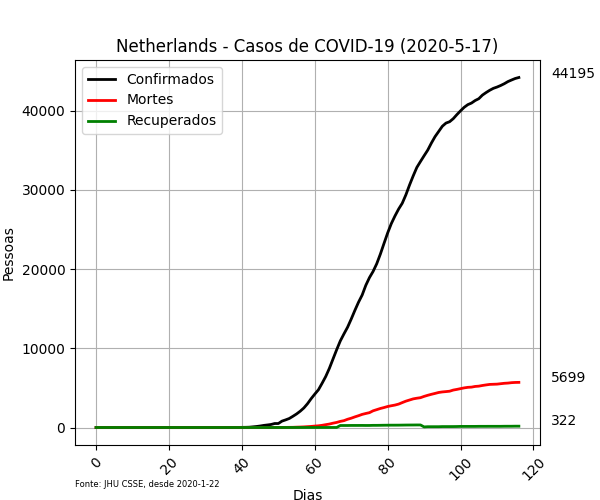 Netherlands - Casos de COVID-19 (2020-5-17)
Confirmados
Mortes
Recuperados
44195
5699
322
Pessoas
40000
30000
20000
10000
0
0 20 40 60 80 100 120
Fonte: JHU CSSE, desde 2020-1-22
Dias